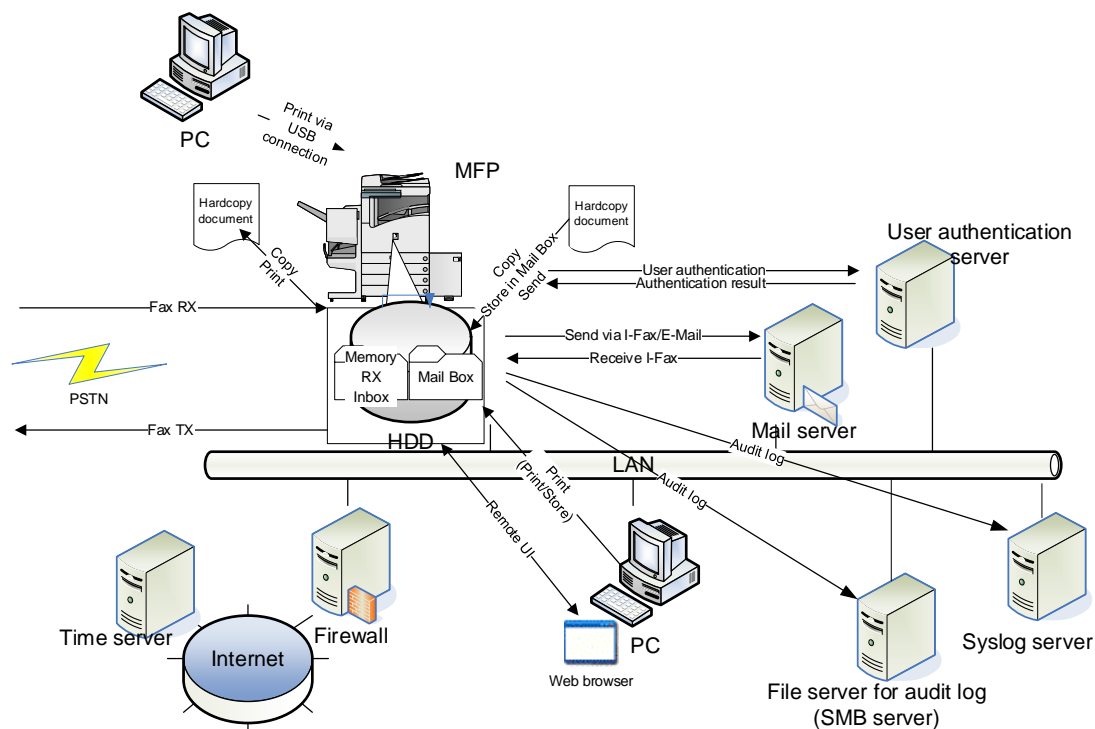 PC
Print via
USB
connection
MFP
Hardcopy
document
Copy
Print
Hardcopy
document
Copy
Store in Mail Box
Send
User authentication
server
User authentication
Authentication result
Fax RX
Send via I-Fax/E-Mail
Receive I-Fax
Memory
RX
Inbox
Mail Box
PSTN
Fax TX
HDD
Mail server
LAN
Audit log
Audit log
Print
(Print/Store)
Remote UI
Time server
Firewall
Internet
PC
Web browser
Syslog server
File server for audit log
(SMB server)